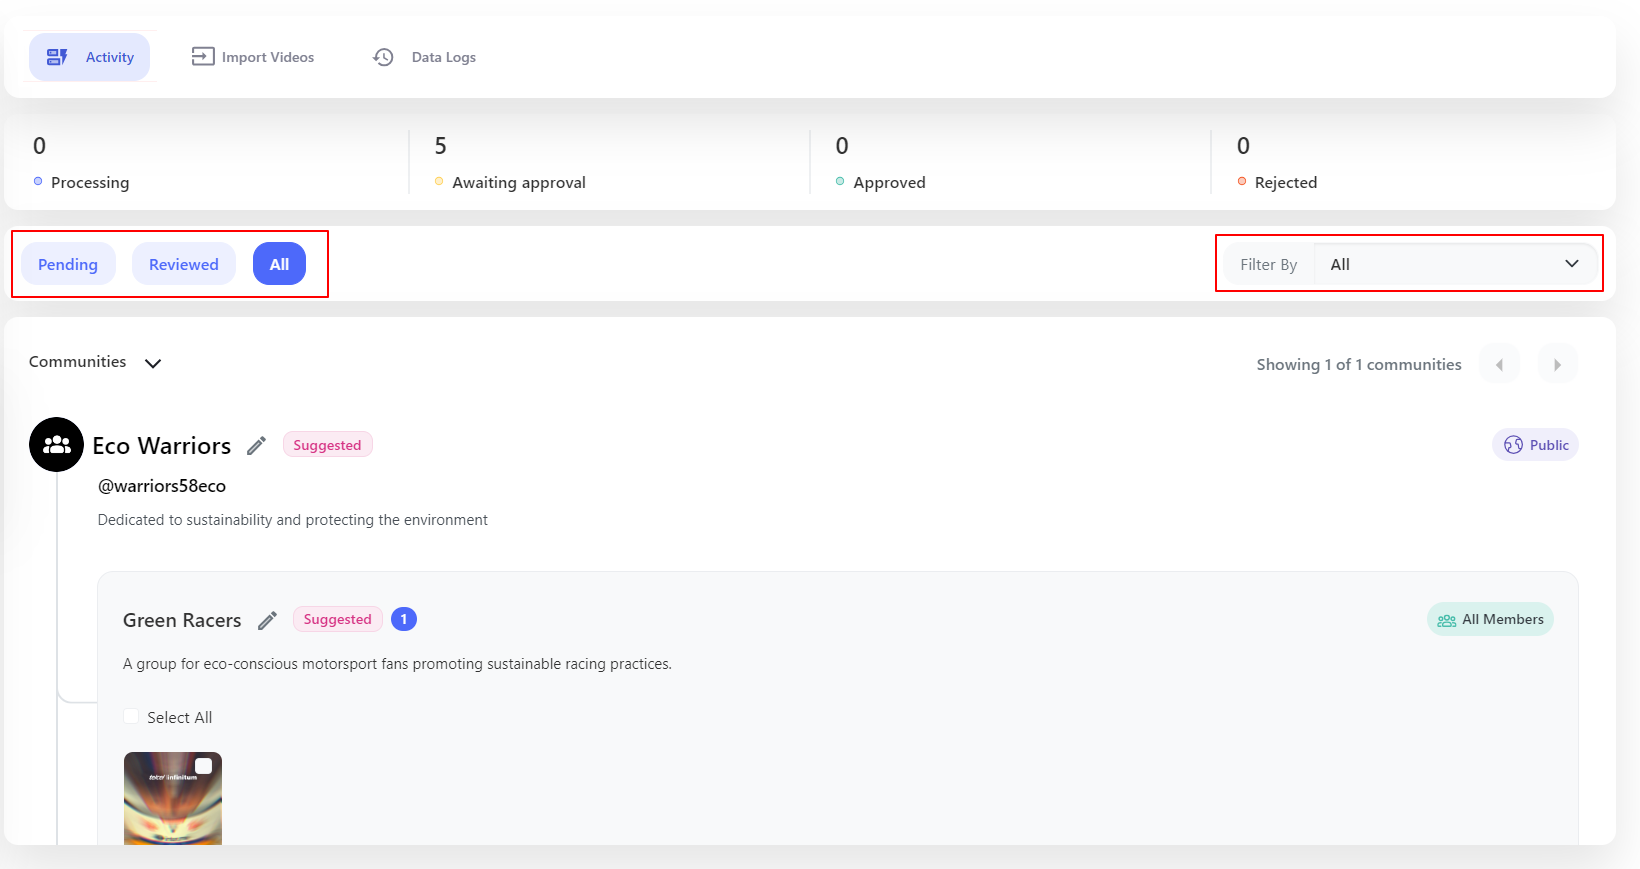 Activity
Import Videos
Data Logs
0
Processing
5
Awaiting approval
0
Approved
0
Rejected
Pending
Reviewed
All
Filter By
All
Communities
Showing 1 of 1 communities
Eco Warriors
Suggested
Public
@warriors58eco
Dedicated to sustainability and protecting the environment
Green Racers
Suggested
1
All Members
A group for eco-conscious motorsport fans promoting sustainable racing practices.
Select All
telcel infinitum